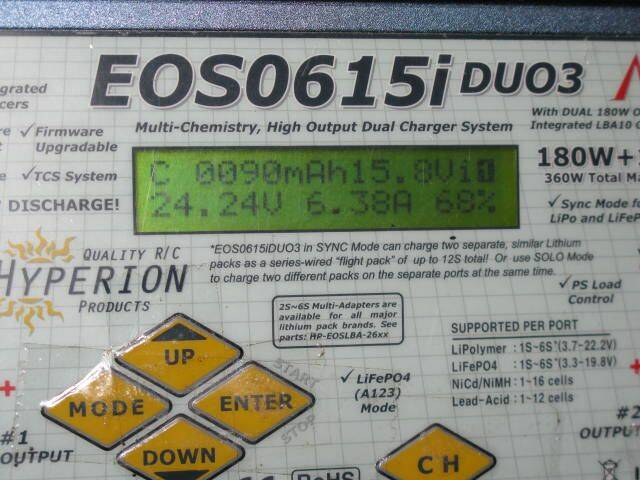 EOS0615i DUO3
Multi-Chemistry, High Output Dual Charger System
With DUAL 180W
Integrated LBA10
180W+
360W Total
Firmware
Upgradable
TCS System
DISCHARGE!
C 0090mAh15.8Vi
24.24V 6.38A 68%
Sync Mode
LiPo and
QUALITY R/C
HYPERION
PRODUCTS
*EOS0615iDUO3 in SYNC Mode can charge two separate, similar Lithium
packs as a series-wired "flight pack" of up to 12S total! Or use SOLO Mode
to charge two different packs on the separate ports at the same time.
PS Load
Control
2S~6S Multi-Adapters are
available for all major
lithium pack brands. See
parts: HP-EOSLBA-26xx
SUPPORTED PER PORT
LiPolymer : 1S~6S*(3.7~22.2V)
LiFePO4 : 1S~6S*(3.3~19.8V)
NiCd/NiMH : 1~16 cells
Lead-Acid : 1~12 cells
UP
MODE
ENTER
START
STOP
DOWN
LiFePO4
(A123)
Mode
#1
OUTPUT
#2
OUTPUT
RoHS
CH